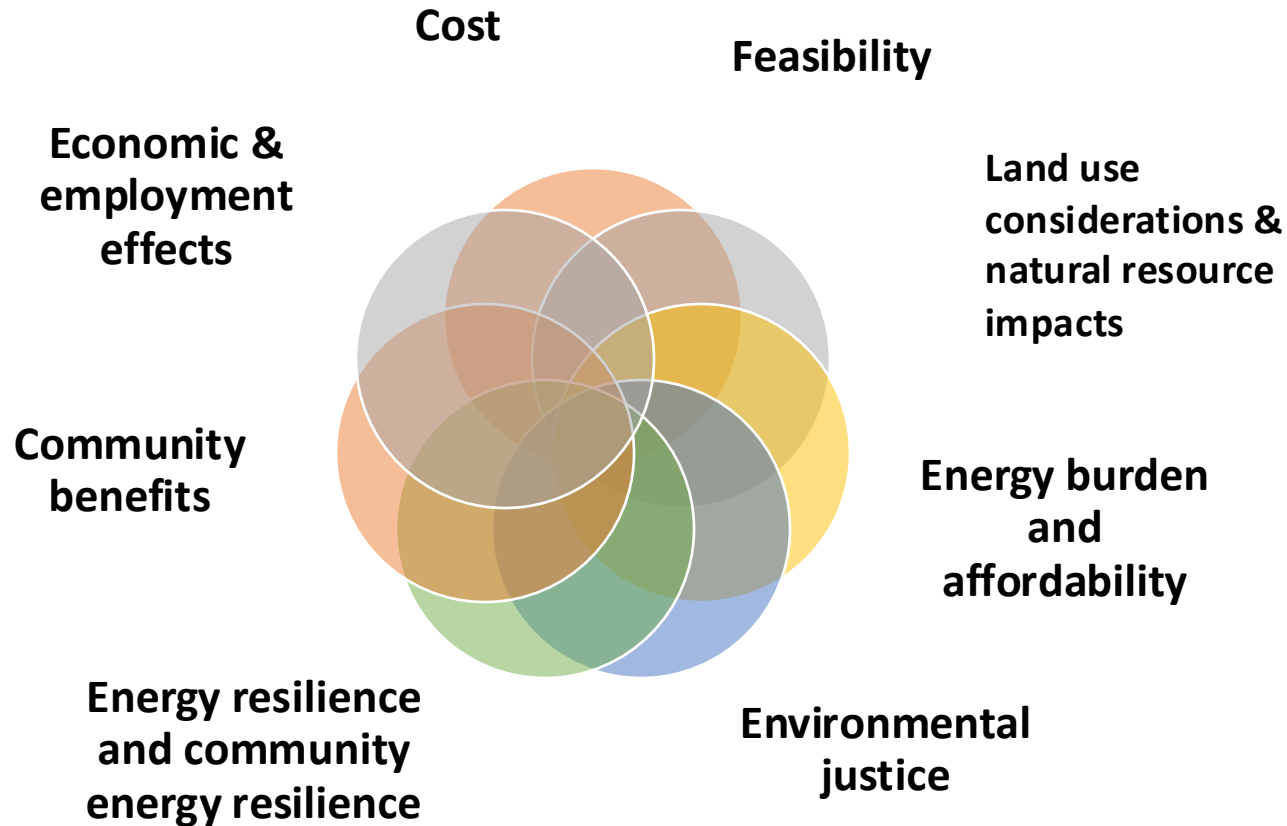 Cost
Feasibility
Economic &
employment
effects
Land use
considerations &
natural resource
impacts
Community
benefits
Energy burden
and
affordability
Energy resilience
and community
energy resilience
Environmental
justice